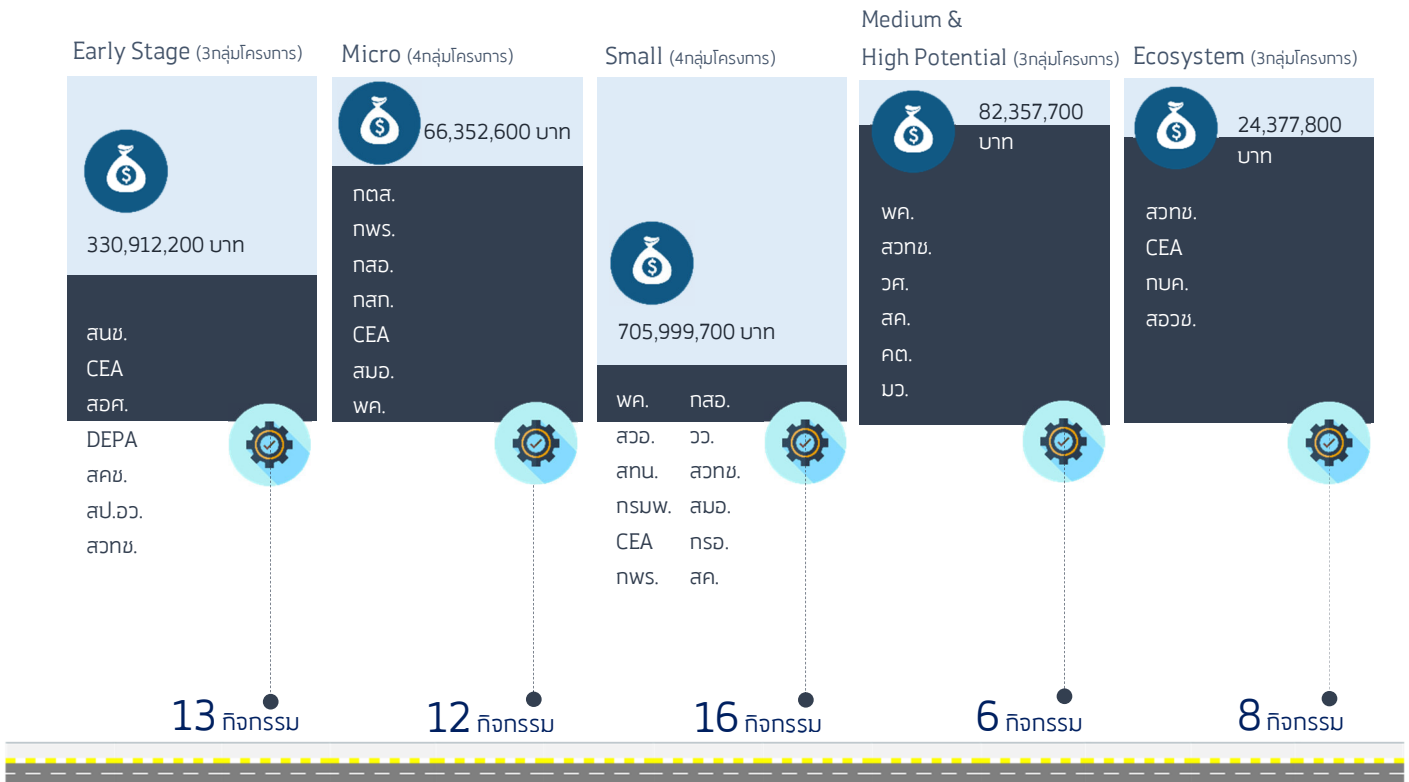 Early Stage (3กลุ่มโครงการ)
330,912,200 บาท
สนช.
CEA
สอศ.
DEPA
สคช.
สป.อว.
สวทช.
13 กิจกรรม
Micro (4กลุ่มโครงการ)
66,352,600 บาท
กตส.
กพร.
กสอ.
กสท.
CEA
สมอ.
พค.
12 กิจกรรม
Small (4กลุ่มโครงการ)
705,999,700 บาท
พค. กสอ.
สวอ. วว.
สทน. สวทช.
กรมพ. สมอ.
CEA กรอ.
กพร. สค.
16 กิจกรรม
Medium &
High Potential (3กลุ่มโครงการ)
82,357,700
บาท
พค.
สวทช.
วศ.
สค.
คต.
มว.
6 กิจกรรม
Ecosystem (3กลุ่มโครงการ)
24,377,800
บาท
สวทช.
CEA
กบค.
สอวช.
8 กิจกรรม